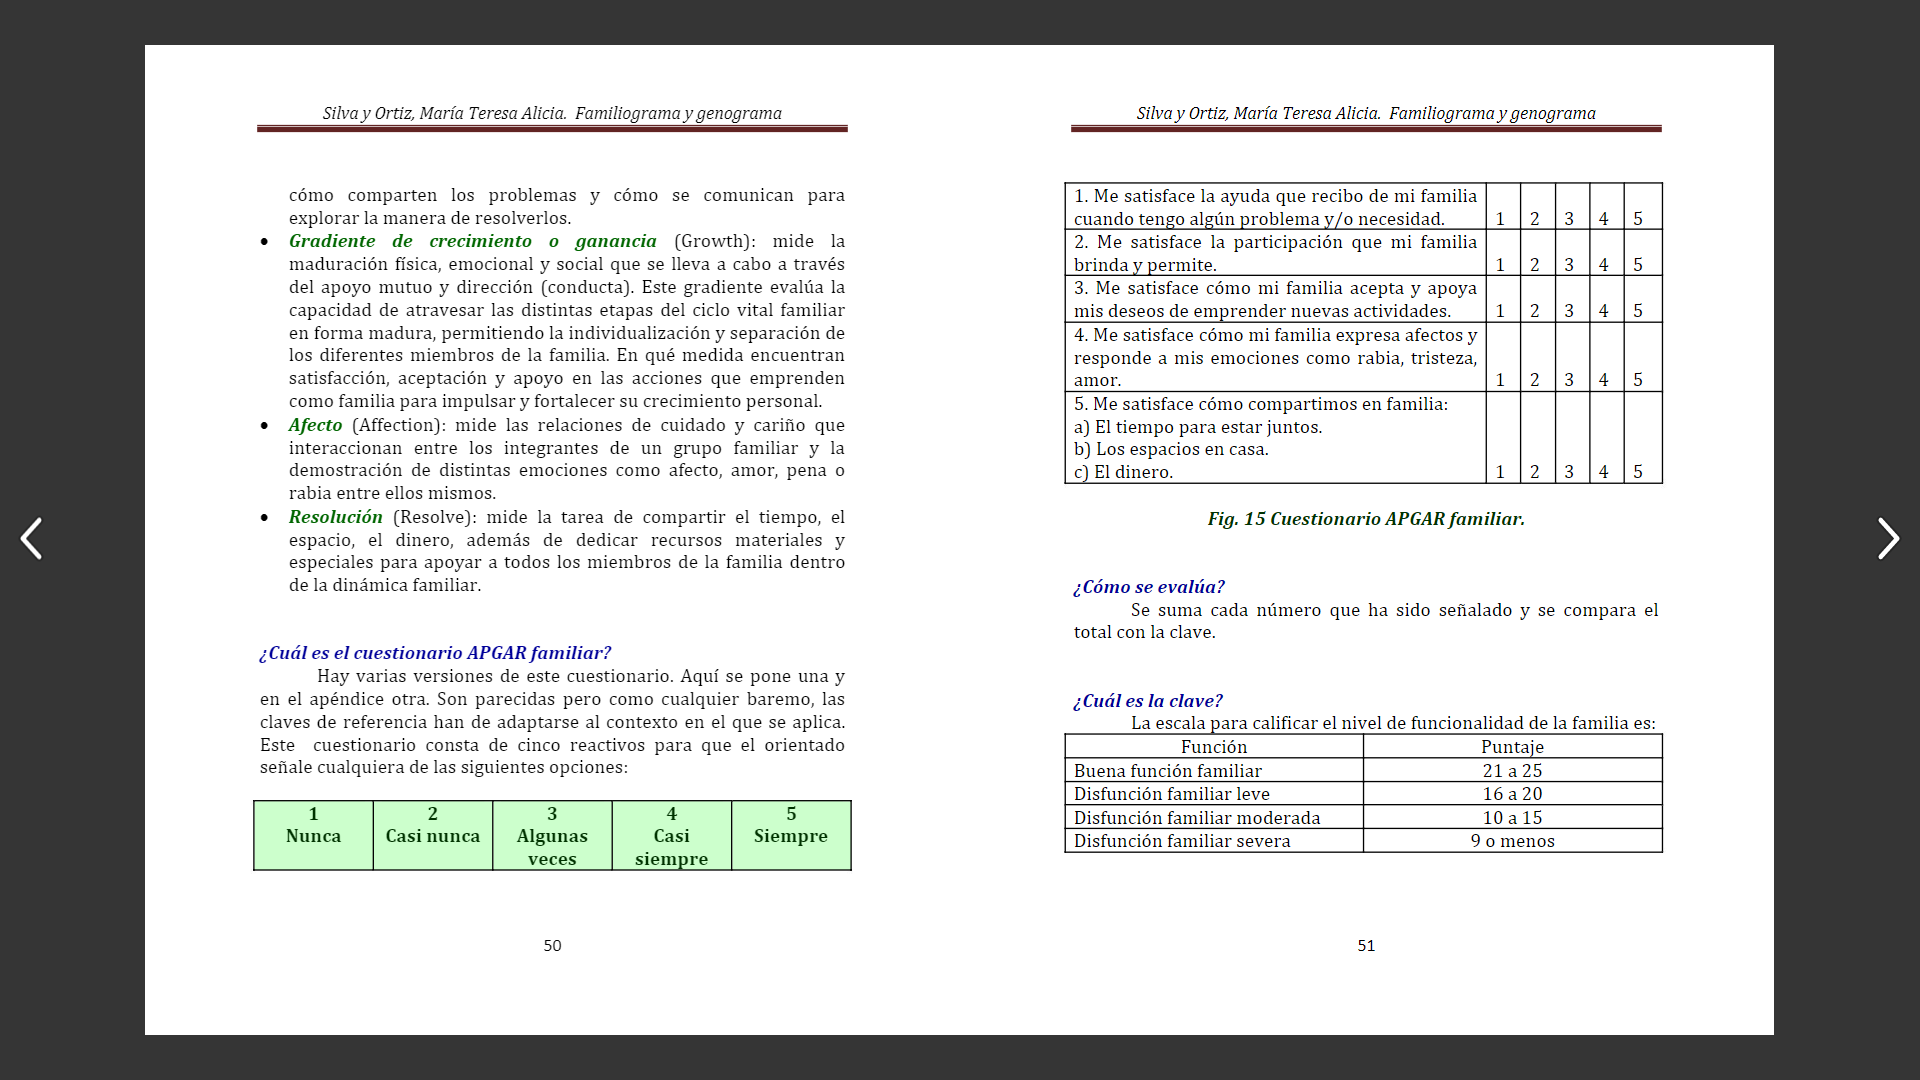 Silva y Ortiz, María Teresa Alicia. Familiograma y genograma
cómo comparten los problemas y cómo se comunican para
explorar la manera de resolverlos.
• Gradiente de crecimiento o ganancia (Growth): mide la
maduración física, emocional y social que se lleva a cabo a través
del apoyo mutuo y dirección (conducta). Este gradiente evalúa la
capacidad de atravesar las distintas etapas del ciclo vital familiar
en forma madura, permitiendo la individualización y separación de
los diferentes miembros de la familia. En qué medida encuentran
satisfacción, aceptación y apoyo en las acciones que emprenden
como familia para impulsar y fortalecer su crecimiento personal.
• Afecto (Affection): mide las relaciones de cuidado y cariño que
interaccionan entre los integrantes de un grupo familiar y la
demostración de distintas emociones como afecto, amor, pena o
rabia entre ellos mismos.
• Resolución (Resolve): mide la tarea de compartir el tiempo, el
espacio, el dinero, además de dedicar recursos materiales y
especiales para apoyar a todos los miembros de la familia dentro
de la dinámica familiar.
¿Cuál es el cuestionario APGAR familiar?
Hay varias versiones de este cuestionario. Aquí se pone una y
en el apéndice otra. Son parecidas pero como cualquier baremo, las
claves de referencia han de adaptarse al contexto en el que se aplica.
Este cuestionario consta de cinco reactivos para que el orientado
señale cualquiera de las siguientes opciones:
1 2 3 4 5
Nunca Casi nunca Algunas Casi Siempre
veces siempre
50
Silva y Ortiz, María Teresa Alicia. Familiograma y genograma
1. Me satisface la ayuda que recibo de mi familia
cuando tengo algún problema y/o necesidad. 1 2 3 4 5
2. Me satisface la participación que mi familia
brinda y permite. 1 2 3 4 5
3. Me satisface cómo mi familia acepta y apoya
mis deseos de emprender nuevas actividades. 1 2 3 4 5
4. Me satisface cómo mi familia expresa afectos y
responde a mis emociones como rabia, tristeza,
amor. 1 2 3 4 5
5. Me satisface cómo compartimos en familia:
a) El tiempo para estar juntos.
b) Los espacios en casa.
c) El dinero. 1 2 3 4 5
Fig. 15 Cuestionario APGAR familiar.
¿Cómo se evalúa?
Se suma cada número que ha sido señalado y se compara el
total con la clave.
¿Cuál es la clave?
La escala para calificar el nivel de funcionalidad de la familia es:
Función Puntaje
Buena función familiar 21 a 25
Disfunción familiar leve 16 a 20
Disfunción familiar moderada 10 a 15
Disfunción familiar severa 9 o menos
51